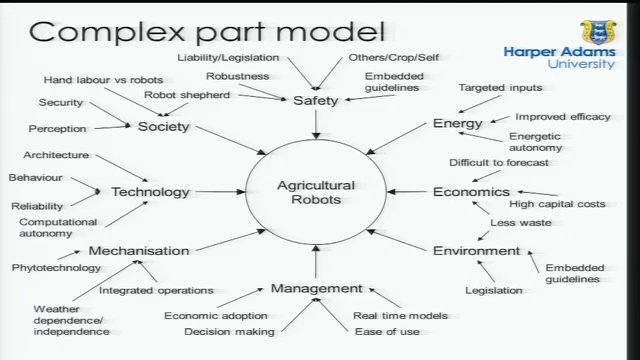 Complex part model
Harper Adams
University
Liability/Legislation
Others/Crop/Self
Hand labour vs robots
Robustness
Embedded
guidelines
Targeted inputs
Security
Robot shepherd
Safety
Improved efficacy
Perception
Society
Energy
Energetic
autonomy
Architecture
Difficult to forecast
Behaviour
Technology
Agricultural
Robots
Economics
Reliability
High capital costs
Computational
autonomy
Less waste
Mechanisation
Environment
Phytotechnology
Embedded
guidelines
Integrated operations
Management
Legislation
Weather
dependence/
independence
Economic adoption
Real time models
Decision making
Ease of use